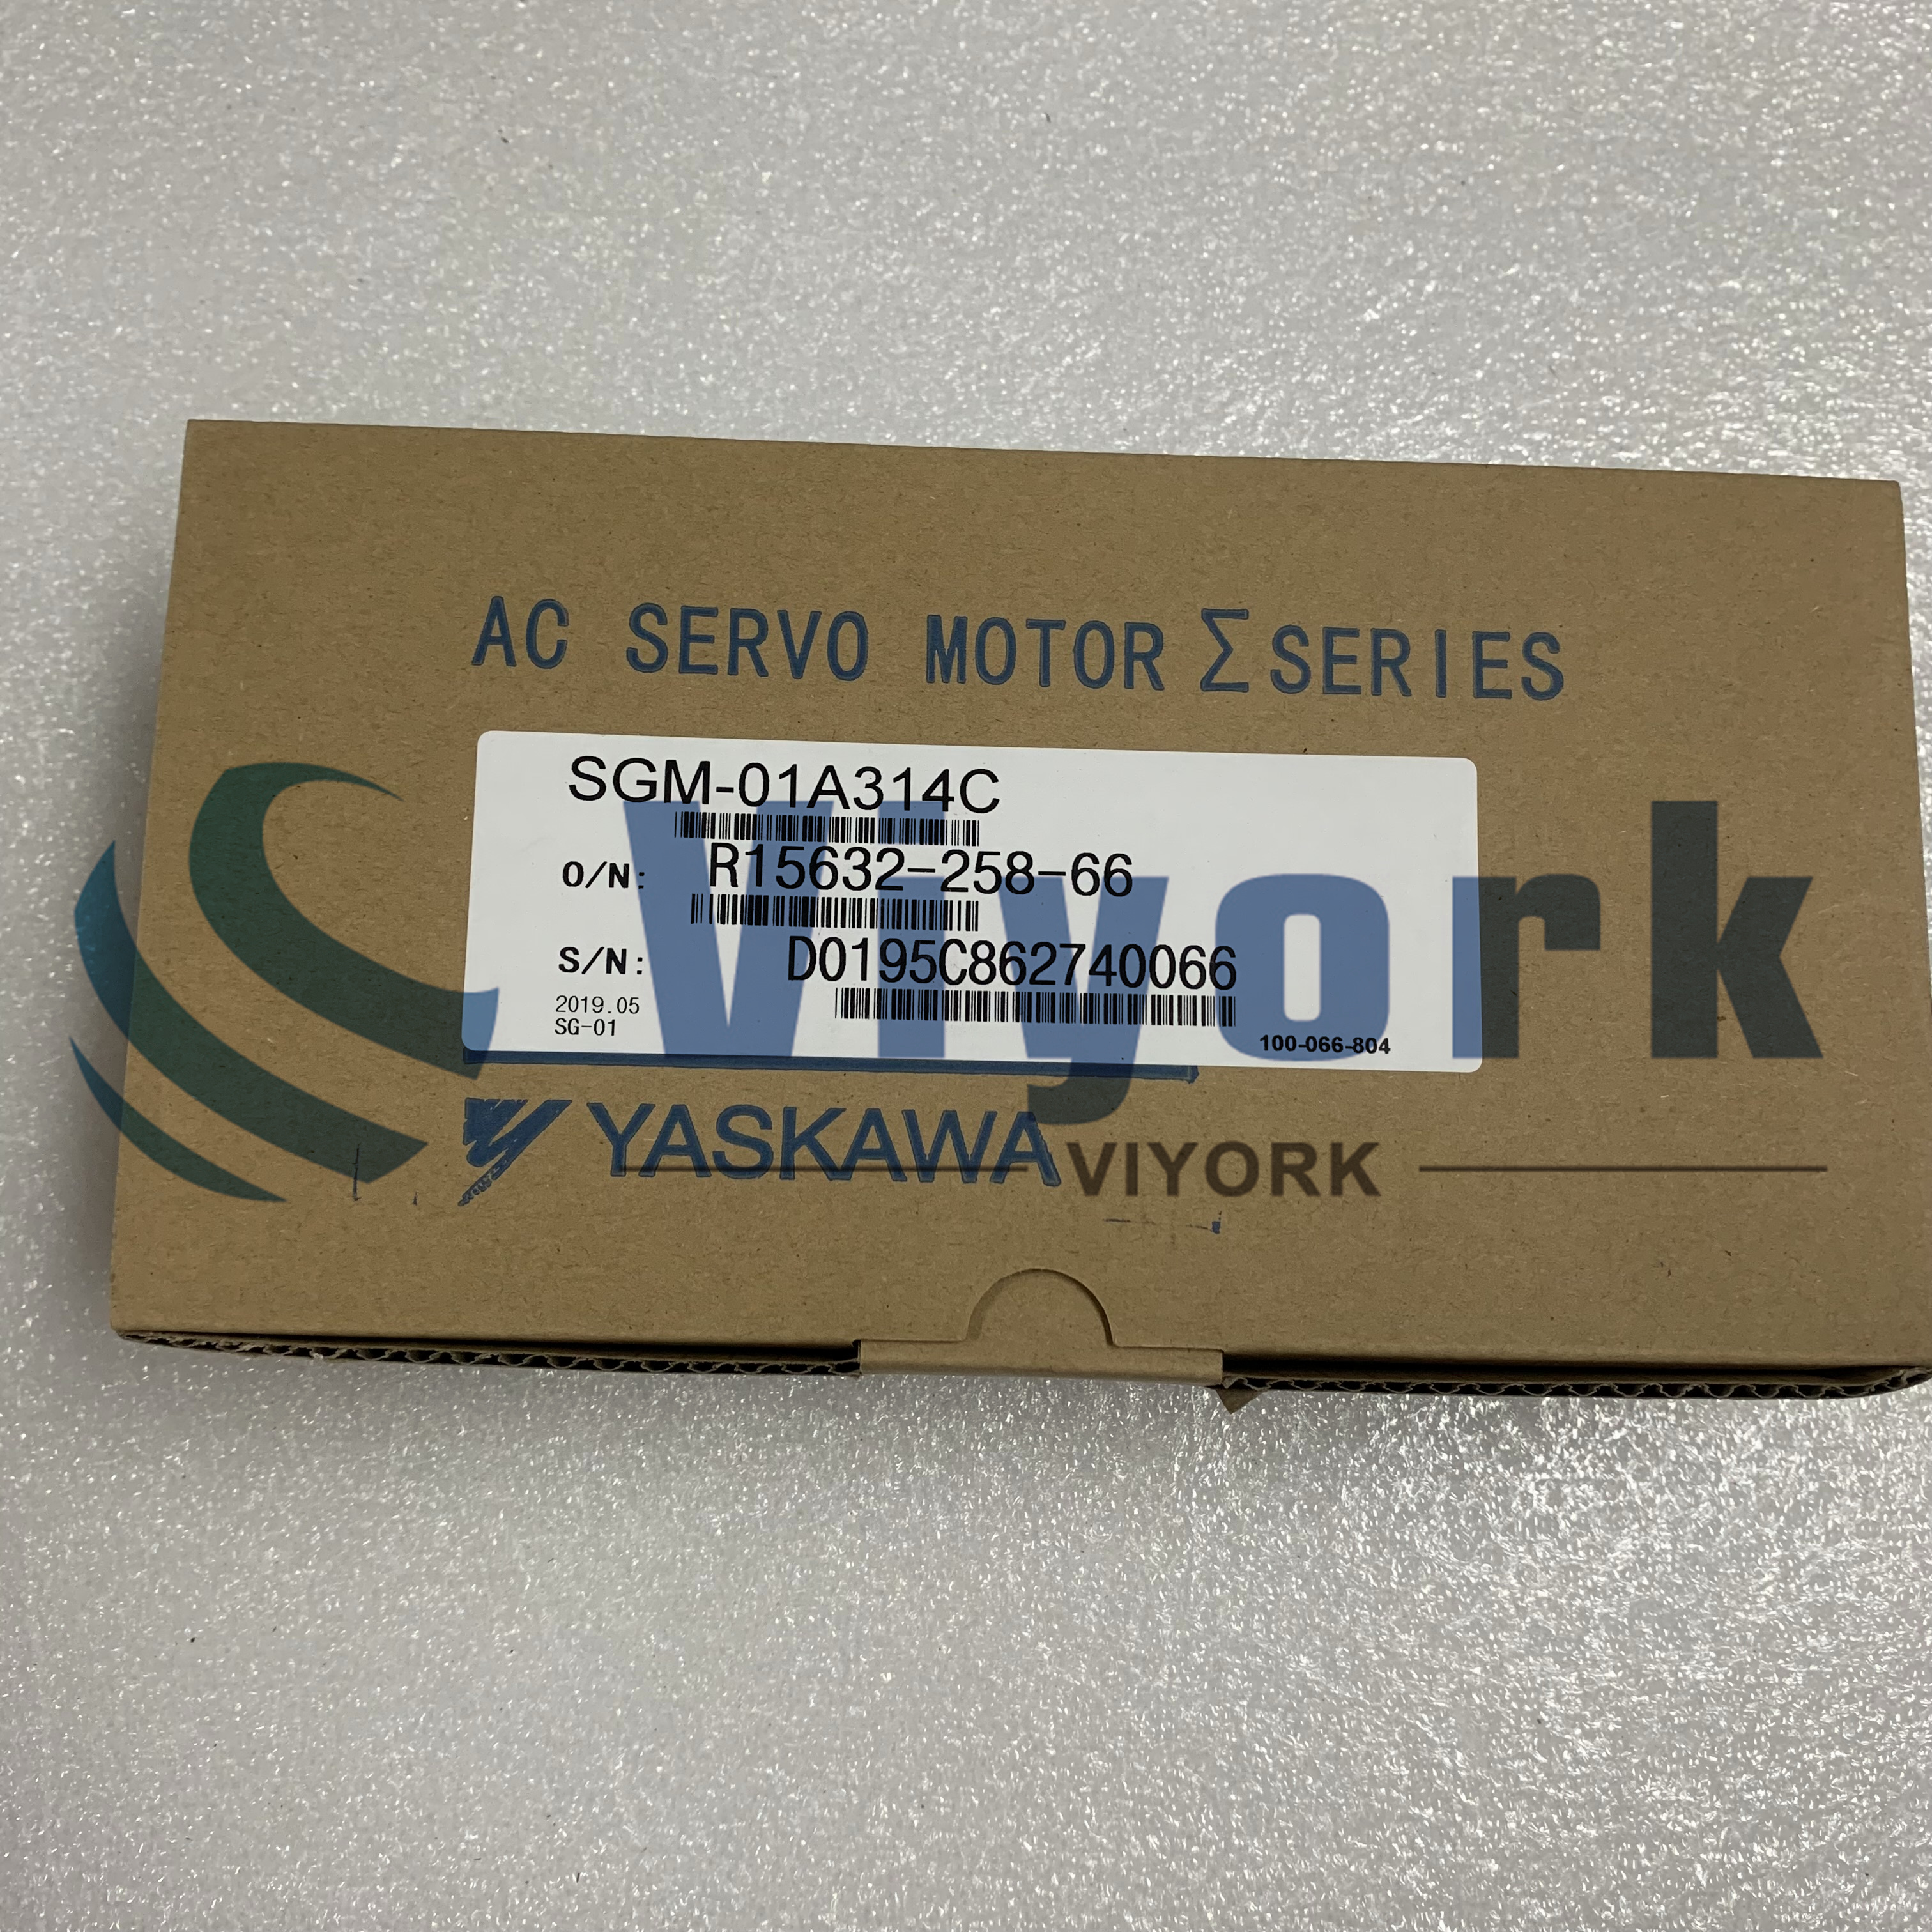 AC SERVO MOTOR Σ SERIES
SGM-01A314C
O/N: R15632-258-66
S/N: D0195C862740066
2019.05
SG-01
100-066-804
Viyork
YASKAWA
VIYORK